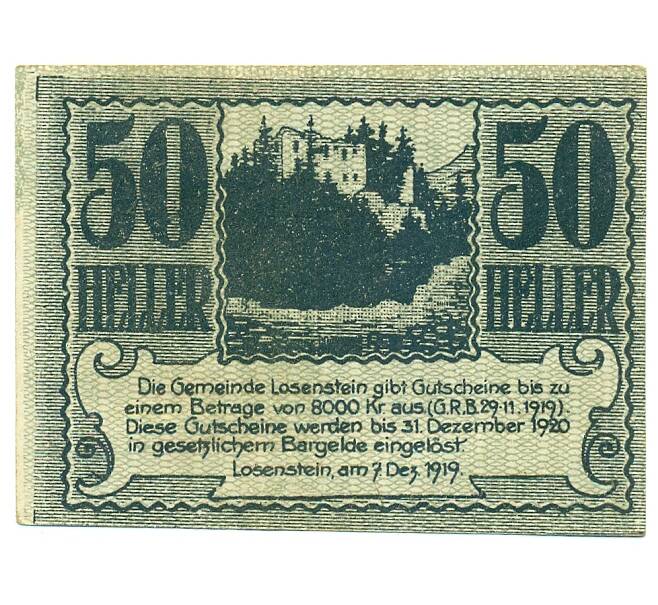 50 50
HELLER HELLER
Die Gemeinde Losenstein gibt Gutscheine bis zu
einem Betrage von 8000 Kr aus (G.R.B. 29·11. 1919).
Diese Gutscheine werden bis 31. Dezember 1920
in gesetzlichem Bargelde eingelöst.
Losenstein, am 7. Dez. 1919.